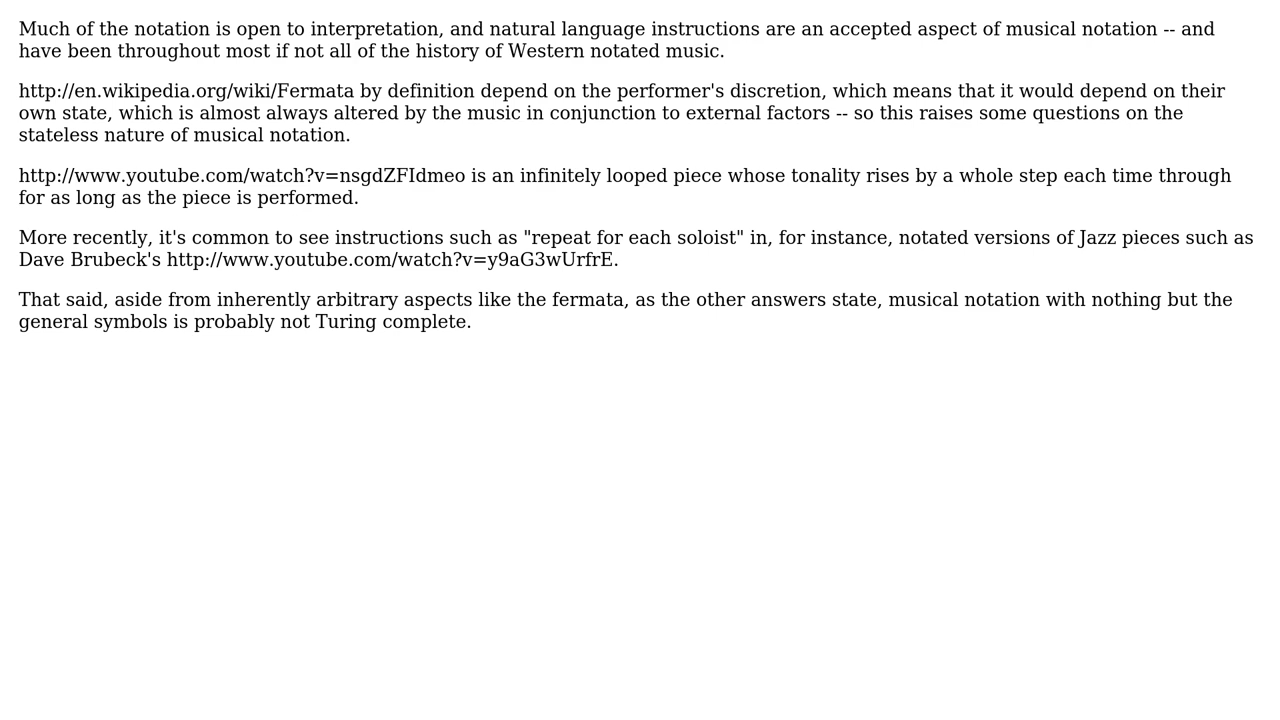 Much of the notation is open to interpretation, and natural language instructions are an accepted aspect of musical notation -- and
have been throughout most if not all of the history of Western notated music.
http://en.wikipedia.org/wiki/Fermata by definition depend on the performer's discretion, which means that it would depend on their
own state, which is almost always altered by the music in conjunction to external factors -- so this raises some questions on the
stateless nature of musical notation.
http://www.youtube.com/watch?v=nsgdZFIdmeo is an infinitely looped piece whose tonality rises by a whole step each time through
for as long as the piece is performed.
More recently, it's common to see instructions such as "repeat for each soloist" in, for instance, notated versions of Jazz pieces such as
Dave Brubeck's http://www.youtube.com/watch?v=y9aG3wUrfrE.
That said, aside from inherently arbitrary aspects like the fermata, as the other answers state, musical notation with nothing but the
general symbols is probably not Turing complete.